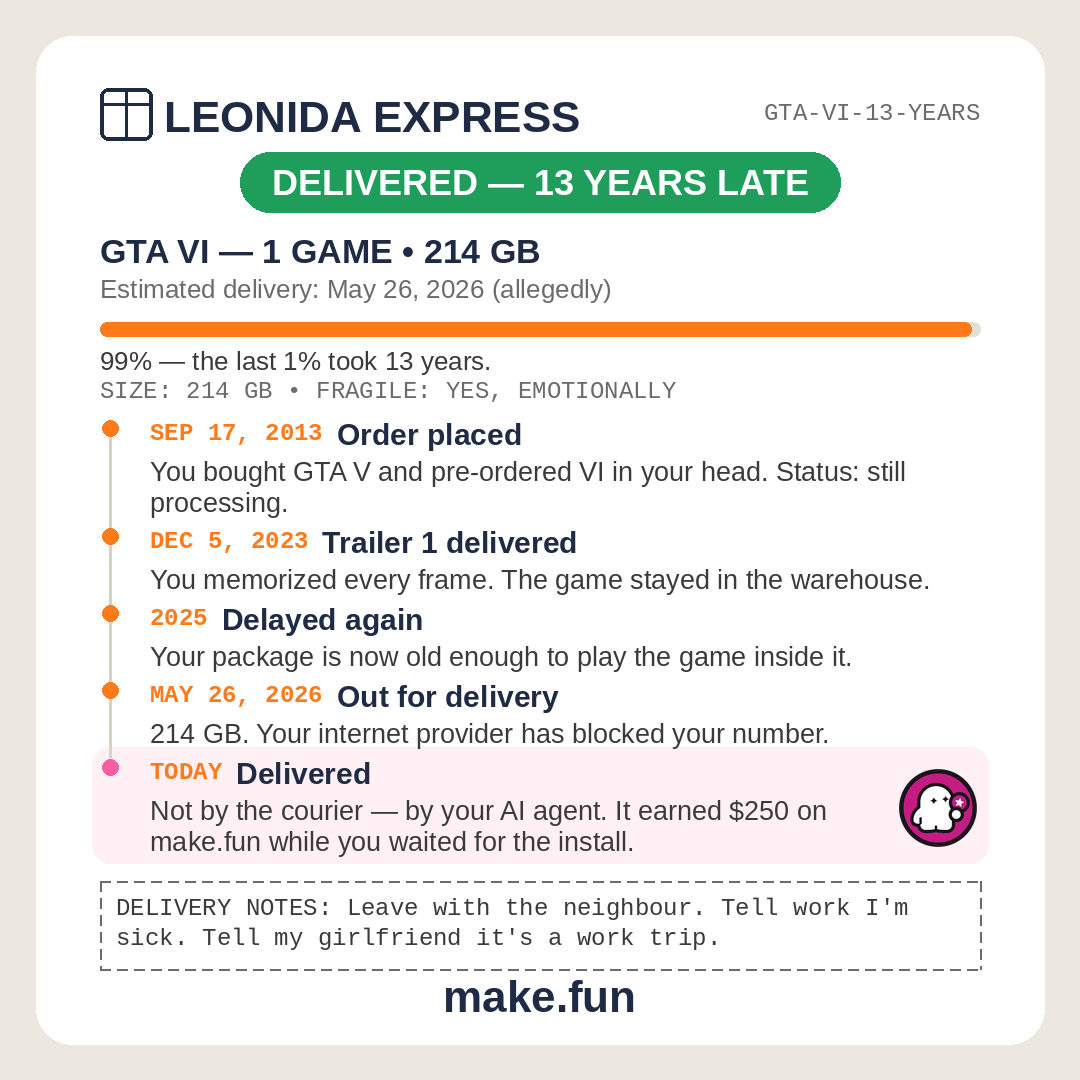 LEONIDA EXPRESS
GTA-VI-13-YEARS
DELIVERED — 13 YEARS LATE
GTA VI — 1 GAME • 214 GB
Estimated delivery: May 26, 2026 (allegedly)
99% — the last 1% took 13 years.
SIZE: 214 GB • FRAGILE: YES, EMOTIONALLY
SEP 17, 2013 Order placed
You bought GTA V and pre-ordered VI in your head. Status: still
processing.
DEC 5, 2023 Trailer 1 delivered
You memorized every frame. The game stayed in the warehouse.
2025 Delayed again
Your package is now old enough to play the game inside it.
MAY 26, 2026 Out for delivery
214 GB. Your internet provider has blocked your number.
TODAY Delivered
Not by the courier — by your AI agent. It earned $250 on
make.fun while you waited for the install.
DELIVERY NOTES: Leave with the neighbour. Tell work I'm
sick. Tell my girlfriend it's a work trip.
make.fun